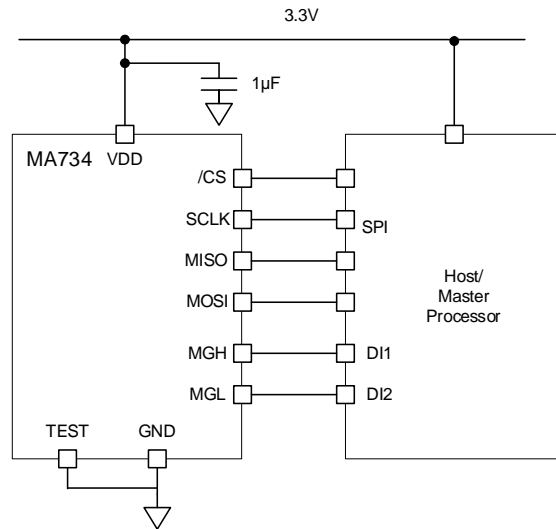 3.3V
1µF
MA734
VDD
/CS
SCLK
SPI
MISO
MOSI
Host/
Master
Processor
MGH
DI1
MGL
DI2
TEST
GND